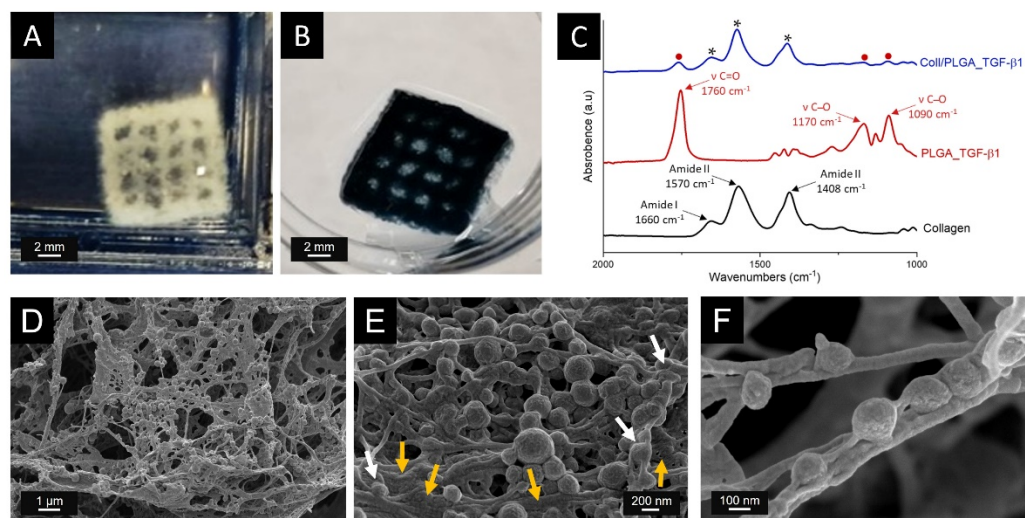 A
2 mm
B
2 mm
C
Absrobence (a.u)
* * *
Coll/PLGA_TGF-β1
ν C=O
1760 cm⁻¹
ν C–O
1170 cm⁻¹
ν C–O
1090 cm⁻¹
PLGA_TGF-β1
Amide I
1660 cm⁻¹
Amide II
1570 cm⁻¹
Amide II
1408 cm⁻¹
Collagen
2000 1500 1000
Wavenumbers (cm⁻¹)
D
1 µm
E
200 nm
F
100 nm